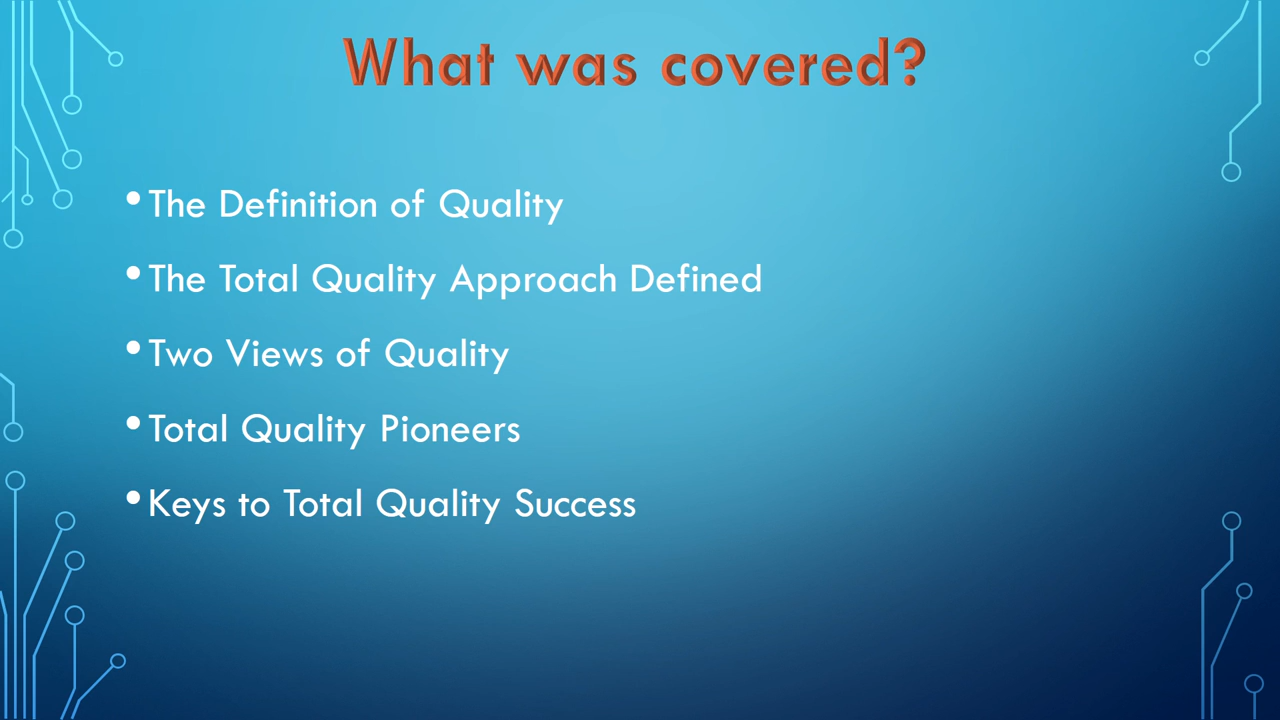 What was covered?
• The Definition of Quality
• The Total Quality Approach Defined
• Two Views of Quality
• Total Quality Pioneers
• Keys to Total Quality Success